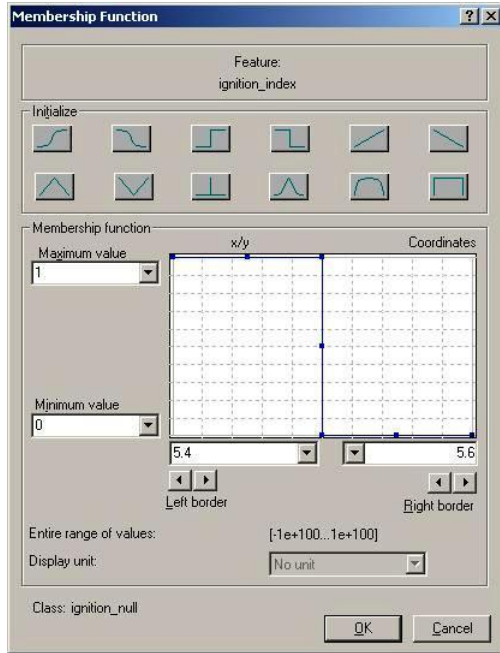 Membership Function
Feature:
ignition_index
Initialize
Membership function
Maximum value
x/y
Coordinates
1
Minimum value
0
5.4
5.6
Left border
Right border
Entire range of values:
[-1e+100...1e+100]
Display unit:
No unit
Class: ignition_null
OK
Cancel